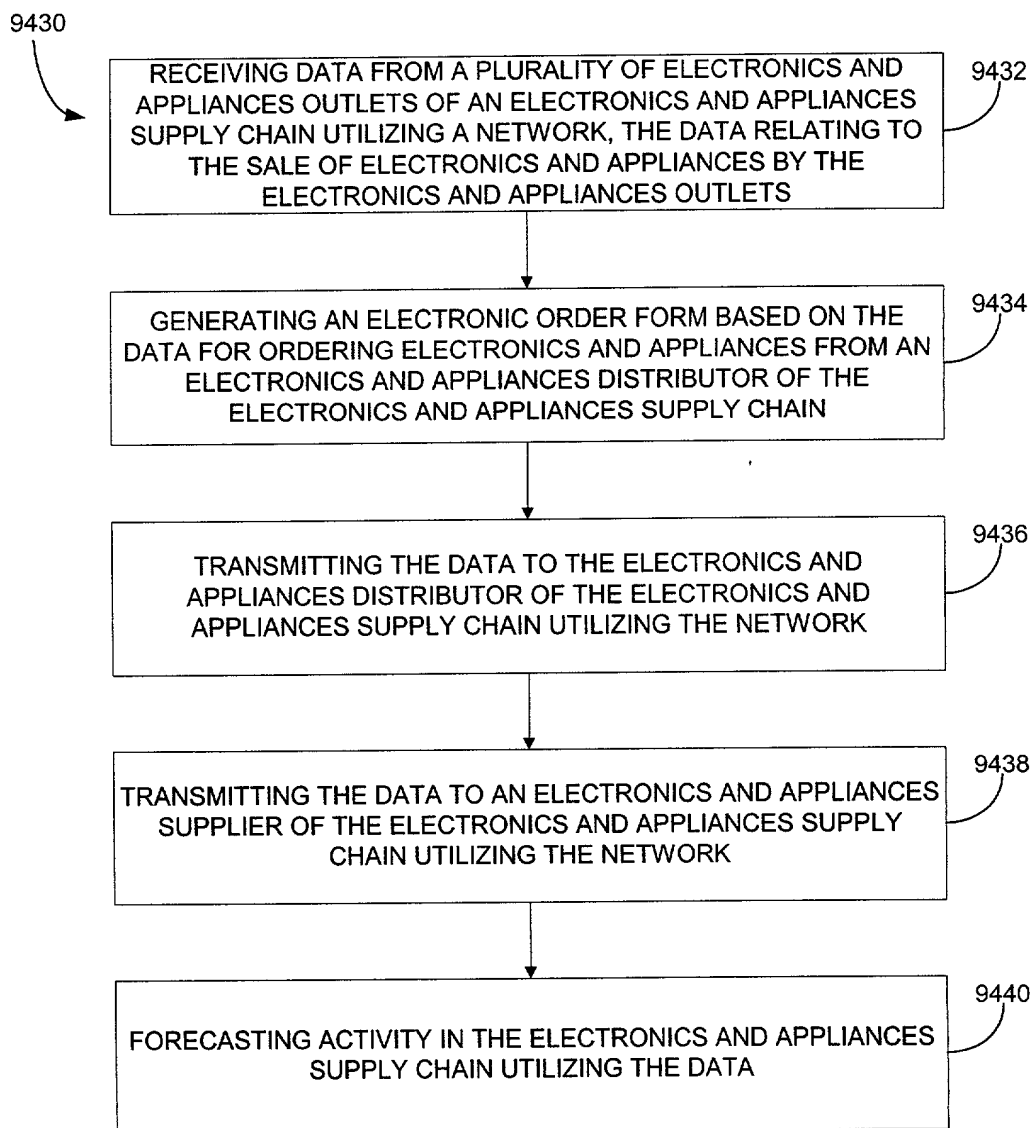 9430
RECEIVING DATA FROM A PLURALITY OF ELECTRONICS AND
APPLIANCES OUTLETS OF AN ELECTRONICS AND APPLIANCES
SUPPLY CHAIN UTILIZING A NETWORK, THE DATA RELATING TO
THE SALE OF ELECTRONICS AND APPLIANCES BY THE
ELECTRONICS AND APPLIANCES OUTLETS
9432
GENERATING AN ELECTRONIC ORDER FORM BASED ON THE
DATA FOR ORDERING ELECTRONICS AND APPLIANCES FROM AN
ELECTRONICS AND APPLIANCES DISTRIBUTOR OF THE
ELECTRONICS AND APPLIANCES SUPPLY CHAIN
9434
TRANSMITTING THE DATA TO THE ELECTRONICS AND
APPLIANCES DISTRIBUTOR OF THE ELECTRONICS AND
APPLIANCES SUPPLY CHAIN UTILIZING THE NETWORK
9436
TRANSMITTING THE DATA TO AN ELECTRONICS AND APPLIANCES
SUPPLIER OF THE ELECTRONICS AND APPLIANCES SUPPLY
CHAIN UTILIZING THE NETWORK
9438
FORECASTING ACTIVITY IN THE ELECTRONICS AND APPLIANCES
SUPPLY CHAIN UTILIZING THE DATA
9440